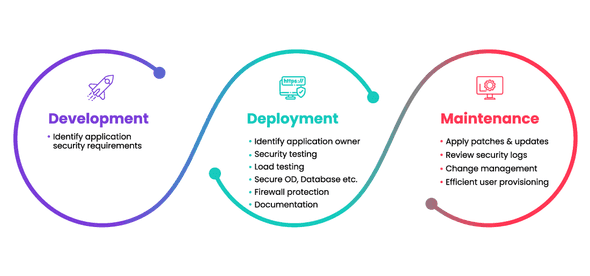 https://
Development
• Identify application
security requirements
Deployment
• Identify application owner
• Security testing
• Load testing
• Secure OD, Database etc.
• Firewall protection
• Documentation
Maintenance
• Apply patches & updates
• Review security logs
• Change management
• Efficient user provisioning